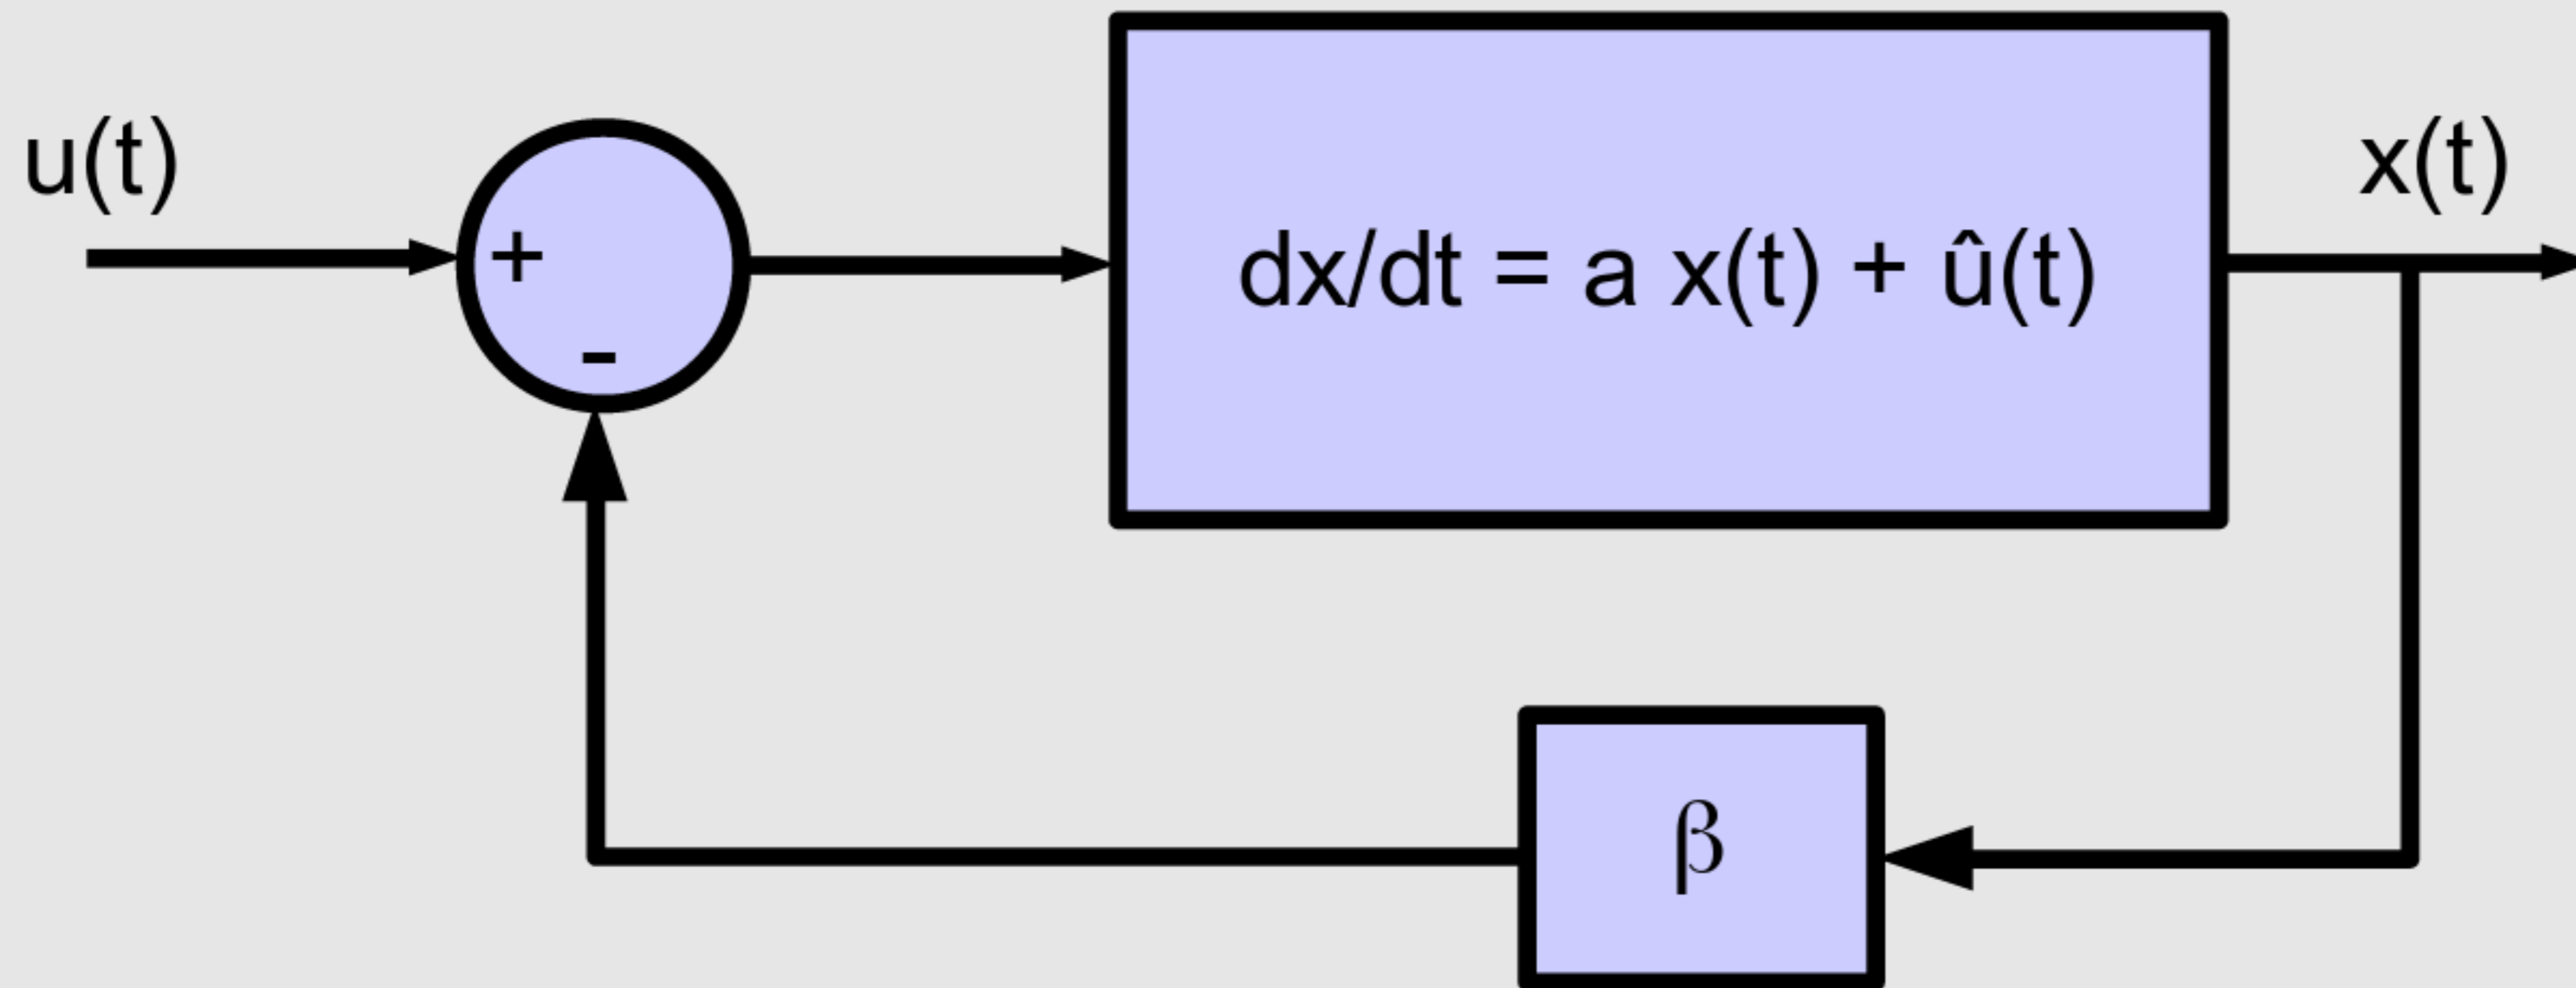 u(t)
+
-
dx/dt = a x(t) + û(t)
x(t)
β